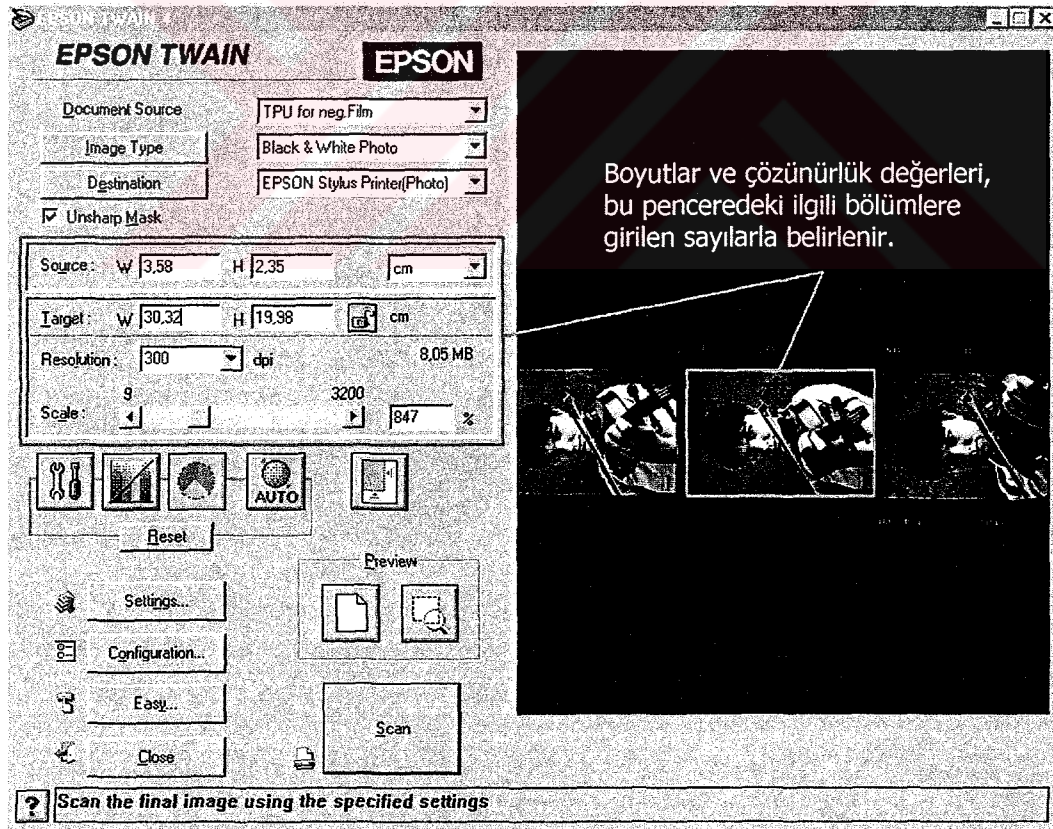 EPSON TWAIN 4
EPSON TWAIN
EPSON
Document Source TPU for neg.Film
Image Type Black & White Photo
Destination EPSON Stylus Printer(Photo)
Unsharp Mask
Source : W 3,58 H 2,35 cm
Target : W 30,32 H 19,98 cm
Resolution : 300 dpi 8,05 MB
9 3200
Scale : 847 %
AUTO
Reset
Preview
Settings...
Configuration...
Easy...
Close
Scan
? Scan the final image using the specified settings
Boyutlar ve çözünürlük değerleri,
bu penceredeki ilgili bölümlere
girilen sayılarla belirlenir.